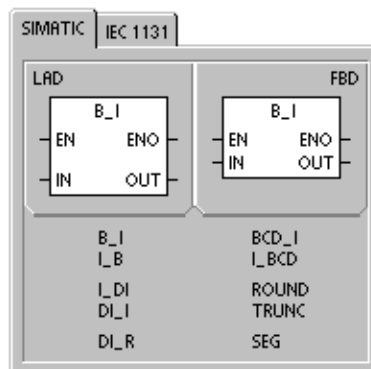 SIMATIC IEC 1131
LAD FBD
B_I B_I
EN ENO EN ENO
IN OUT IN OUT
B_I BCD_I
I_B I_BCD
I_DI ROUND
DI_I TRUNC
DI_R SEG